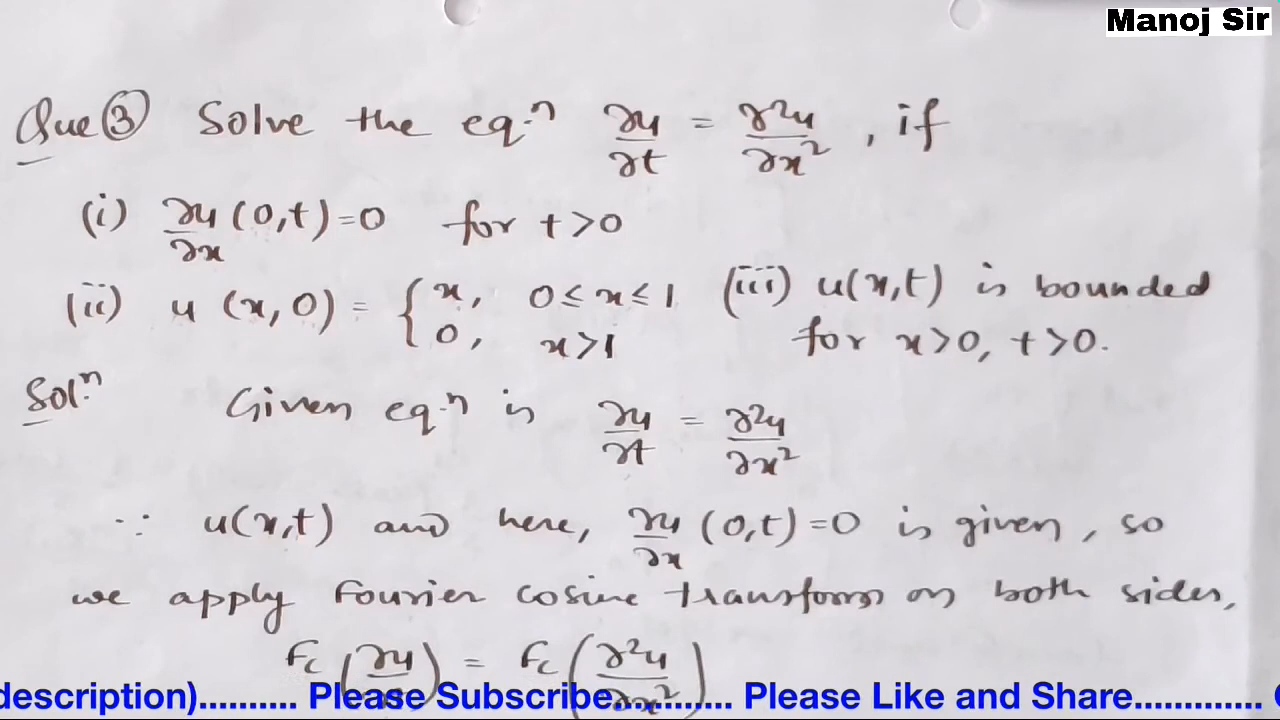 Manoj Sir
Que ③ Solve the eq.ⁿ ∂u/∂t = ∂²u/∂x² , if
(i) ∂u/∂x (0,t)=0 for t>0
(ii) u (x,0) = { x, 0≤x≤1 (iii) u(x,t) is bounded
0, x>1 for x>0, t>0.
Sol.ⁿ Given eq.ⁿ is ∂u/∂t = ∂²u/∂x²
∵ u(x,t) and here, ∂u/∂x (0,t)=0 is given, so
we apply Fourier cosine transform on both sides,
Fc (∂u/) = Fc (∂²u/∂x²)
description).......... Please Subscribe............ Please Like and Share.............